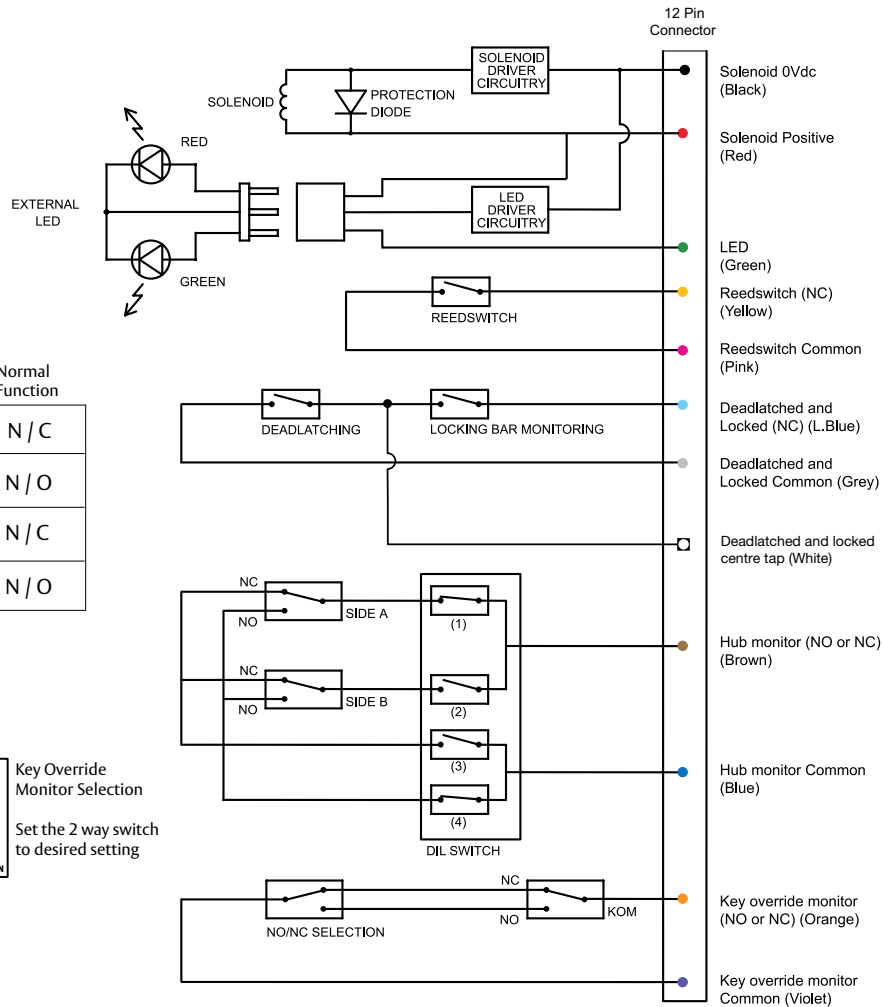 12 Pin
Connector
SOLENOID
DRIVER
CIRCUITRY
Solenoid 0Vdc
(Black)
SOLENOID
PROTECTION
DIODE
RED
Solenoid Positive
(Red)
EXTERNAL
LED
LED
DRIVER
CIRCUITRY
GREEN
LED
(Green)
REEDSWITCH
Reedswitch (NC)
(Yellow)
Reedswitch Common
(Pink)
Normal
Function
N / C
N / O
N / C
N / O
DEADLATCHING
LOCKING BAR MONITORING
Deadlatched and
Locked (NC) (L.Blue)
Deadlatched and
Locked Common (Grey)
Deadlatched and locked
centre tap (White)
NC
NO
SIDE A
(1)
Hub monitor (NO or NC)
(Brown)
NC
NO
SIDE B
(2)
(3)
(4)
DIL SWITCH
Hub monitor Common
(Blue)
Key Override
Monitor Selection
Set the 2 way switch
to desired setting
NC
NO
NO/NC SELECTION
KOM
Key override monitor
(NO or NC) (Orange)
Key override monitor
Common (Violet)